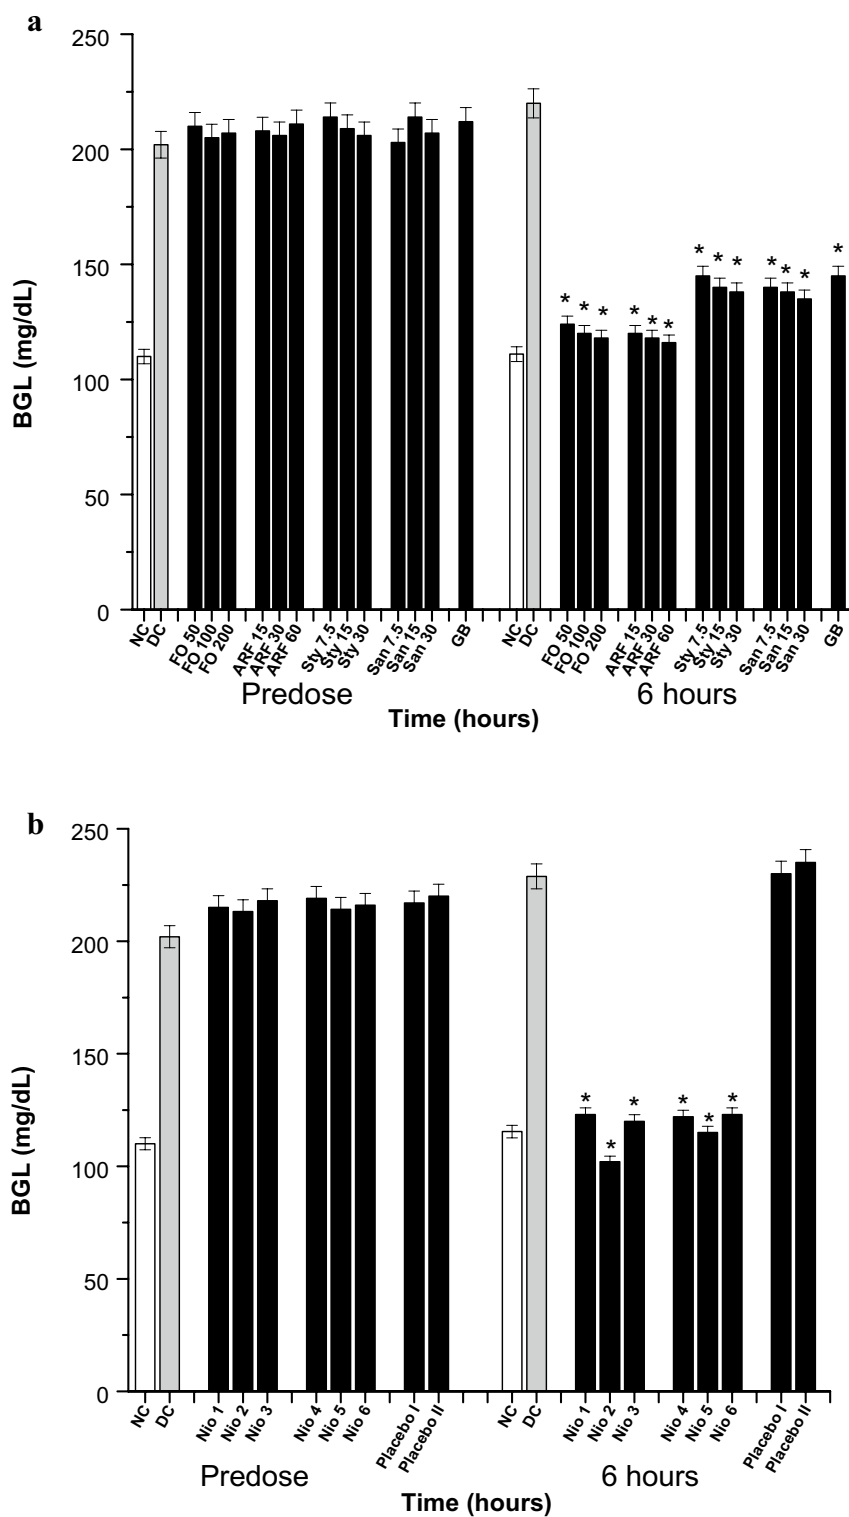 a
250
200
150
100
50
0
BGL (mg/dL)
* * * * * * * * * * * * *
NC DC FO 50 FO 100 FO 200 ARF 15 ARF 30 ARF 60 Sty 7.5 Sty 15 Sty 30 San 7.5 San 15 San 30 GB NC DC FO 50 FO 100 FO 200 ARF 15 ARF 30 ARF 60 Sty 7.5 Sty 15 Sty 30 San 7.5 San 15 San 30 GB
Predose 6 hours
Time (hours)
b
250
200
150
100
50
0
BGL (mg/dL)
* * * * * *
NC DC Nio 1 Nio 2 Nio 3 Nio 4 Nio 5 Nio 6 Placebo I Placebo II NC DC Nio 1 Nio 2 Nio 3 Nio 4 Nio 5 Nio 6 Placebo I Placebo II
Predose 6 hours
Time (hours)